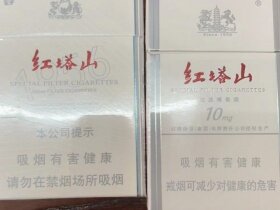 红塔山
SPECIAL FILTER CIGARETTES
本公司提示
吸烟有害健康
请勿在禁烟场所吸烟
红塔山
SPECIAL FILTER CIGARETTES
10mg
吸烟有害健康
戒烟可减少对健康的危害